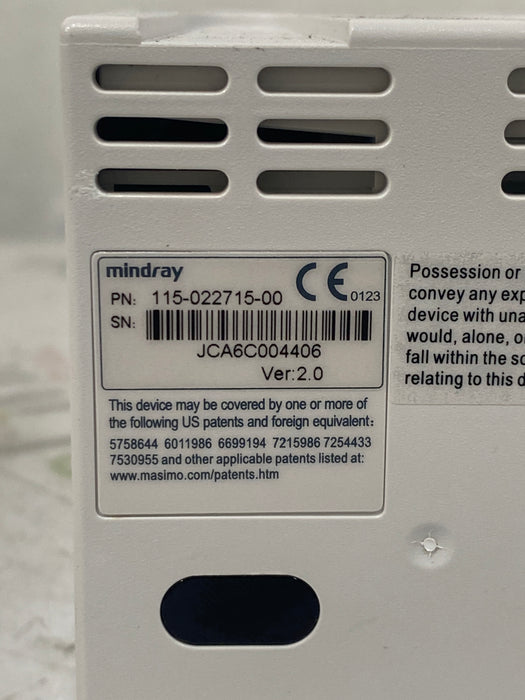 mindray
CE 0123
PN: 115-022715-00
SN:
JCA6C004406
Ver:2.0
This device may be covered by one or more of
the following US patents and foreign equivalent:
5758644 6011986 6699194 7215986 7254433
7530955 and other applicable patents listed at:
www.masimo.com/patents.htm
Possession or
convey any
device with
would, alone,
fall within the
relating to this